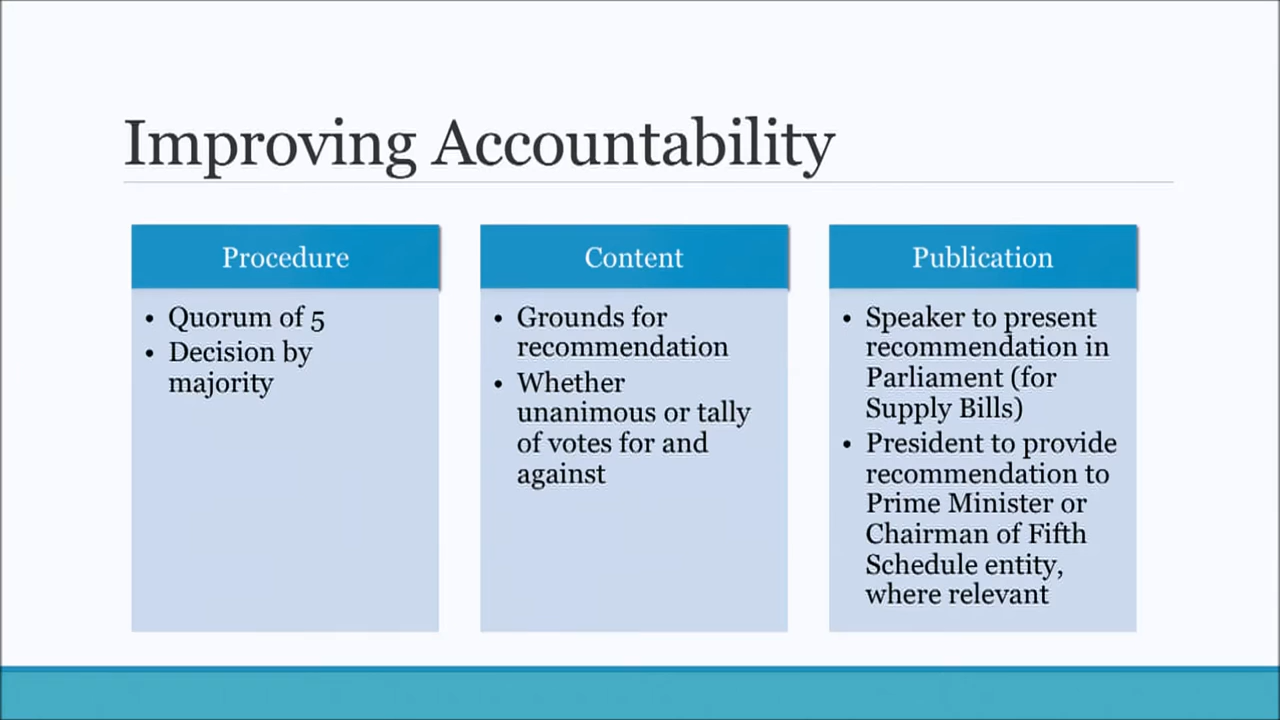 Improving Accountability
Procedure
• Quorum of 5
• Decision by
majority
Content
• Grounds for
recommendation
• Whether
unanimous or tally
of votes for and
against
Publication
• Speaker to present
recommendation in
Parliament (for
Supply Bills)
• President to provide
recommendation to
Prime Minister or
Chairman of Fifth
Schedule entity,
where relevant